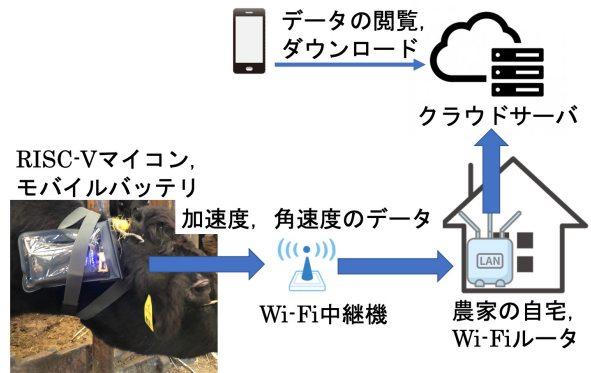 データの閲覧,
ダウンロード
クラウドサーバ
RISC-Vマイコン,
モバイルバッテリ
加速度, 角速度のデータ
Wi-Fi中継機
LAN
農家の自宅,
Wi-Fiルータ